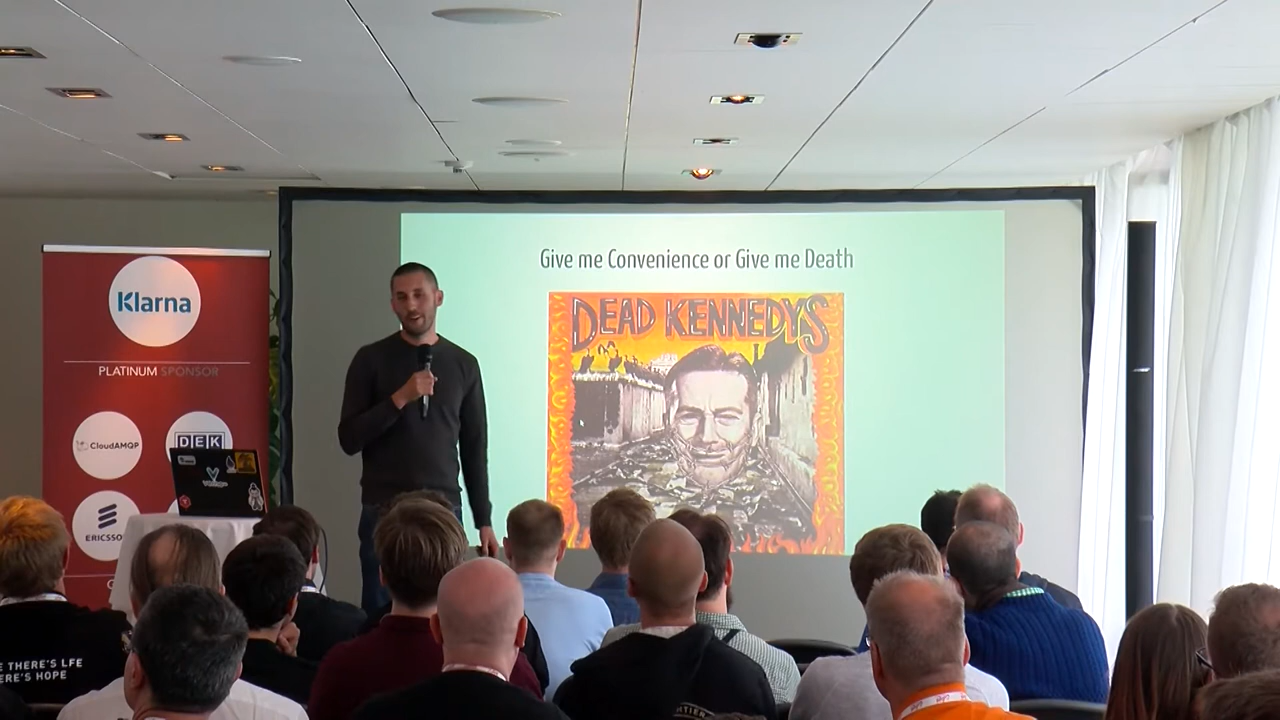 Give me Convenience or Give me Death
DEAD KENNEDYS
Klarna
PLATINUM SPONSOR
CloudAMQP
DEK
ERICSSO
E THERE'S LFE
ERE'S HOPE